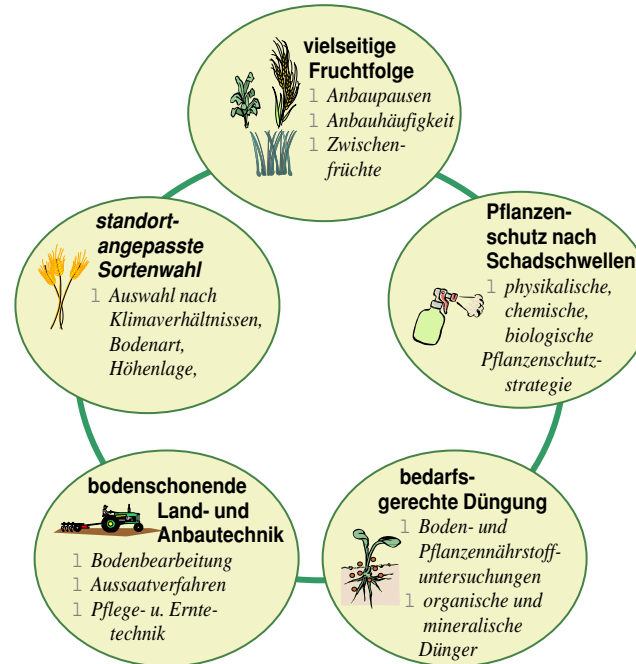 vielseitige
Fruchtfolge
l Anbaupausen
l Anbauhäufigkeit
l Zwischen-
früchte
standort-
angepasste
Sortenwahl
l Auswahl nach
Klimaverhältnissen,
Bodenart,
Höhenlage,
Pflanzen-
schutz nach
Schadschwellen
l physikalische,
chemische,
biologische
Pflanzenschutz-
strategie
bodenschonende
Land- und
Anbautechnik
l Bodenbearbeitung
l Aussaatverfahren
l Pflege- u. Ernte-
technik
bedarfs-
gerechte Düngung
l Boden- und
Pflanzennährstoff-
untersuchungen
l organische und
mineralische
Dünger